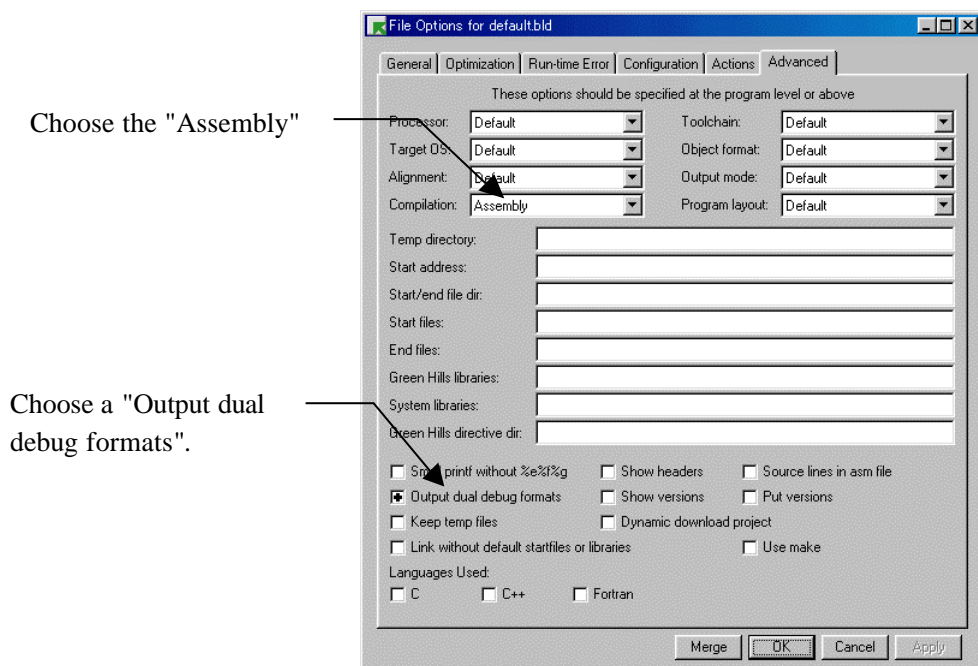 File Options for default.bld
General Optimization Run-time Error Configuration Actions Advanced
These options should be specified at the program level or above
Choose the "Assembly"
Processor: Default Toolchain: Default
Target OS: Default Object format: Default
Alignment: Default Output mode: Default
Compilation: Assembly Program layout: Default
Temp directory:
Start address:
Start/end file dir:
Start files:
End files:
Green Hills libraries:
Choose a "Output dual
debug formats".
System libraries:
Green Hills directive dir:
Small printf without %e%f%g Show headers Source lines in asm file
Output dual debug formats Show versions Put versions
Keep temp files Dynamic download project
Link without default startfiles or libraries Use make
Languages Used:
C C++ Fortran
Merge OK Cancel Apply